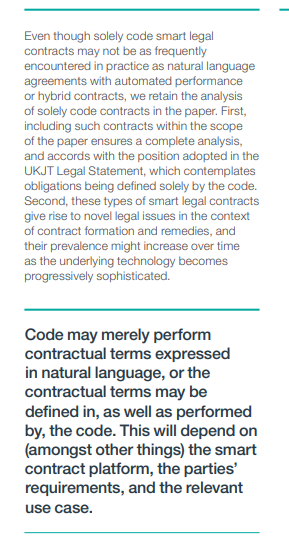 Even though solely code smart legal
contracts may not be as frequently
encountered in practice as natural language
agreements with automated performance
or hybrid contracts, we retain the analysis
of solely code contracts in the paper. First,
including such contracts within the scope
of the paper ensures a complete analysis,
and accords with the position adopted in the
UKJT Legal Statement, which contemplates
obligations being defined solely by the code.
Second, these types of smart legal contracts
give rise to novel legal issues in the context
of contract formation and remedies, and
their prevalence might increase over time
as the underlying technology becomes
progressively sophisticated.
Code may merely perform
contractual terms expressed
in natural language, or the
contractual terms may be
defined in, as well as performed
by, the code. This will depend on
(amongst other things) the smart
contract platform, the parties’
requirements, and the relevant
use case.